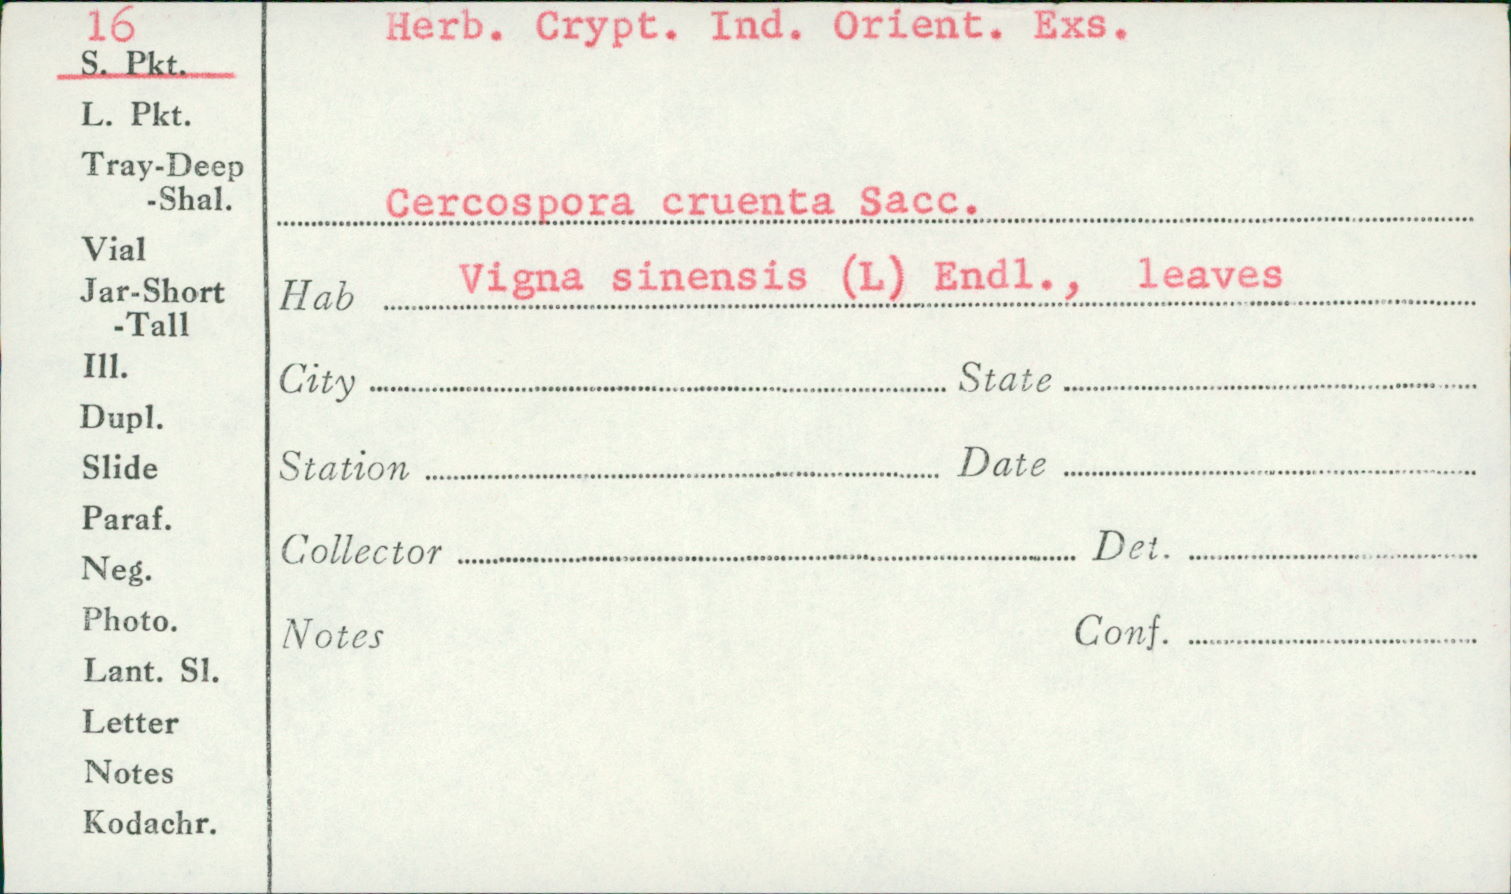 16
S. Pkt.
L. Pkt.
Tray-Deep
-Shal.
Vial
Jar-Short
-Tall
Ill.
Dupl.
Slide
Paraf.
Neg.
Photo.
Lant. Sl.
Letter
Notes
Kodachr.
Herb. Crypt. Ind. Orient. Exs.
Cercospora cruenta Sacc.
Hab Vigna sinensis (L) Endl., leaves
City State
Station Date
Collector Det.
Notes Conf.